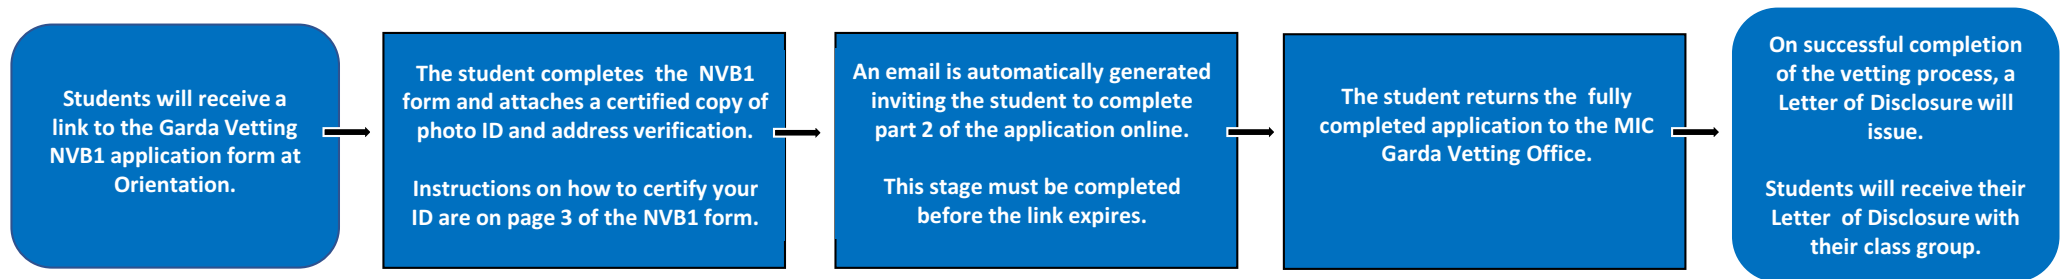 Students will receive a
link to the Garda Vetting
NVB1 application form at
Orientation.
The student completes the NVB1
form and attaches a certified copy of
photo ID and address verification.
Instructions on how to certify your
ID are on page 3 of the NVB1 form.
An email is automatically generated
inviting the student to complete
part 2 of the application online.
This stage must be completed
before the link expires.
The student returns the fully
completed application to the MIC
Garda Vetting Office.
On successful completion
of the vetting process, a
Letter of Disclosure will
issue.
Students will receive their
Letter of Disclosure with
their class group.